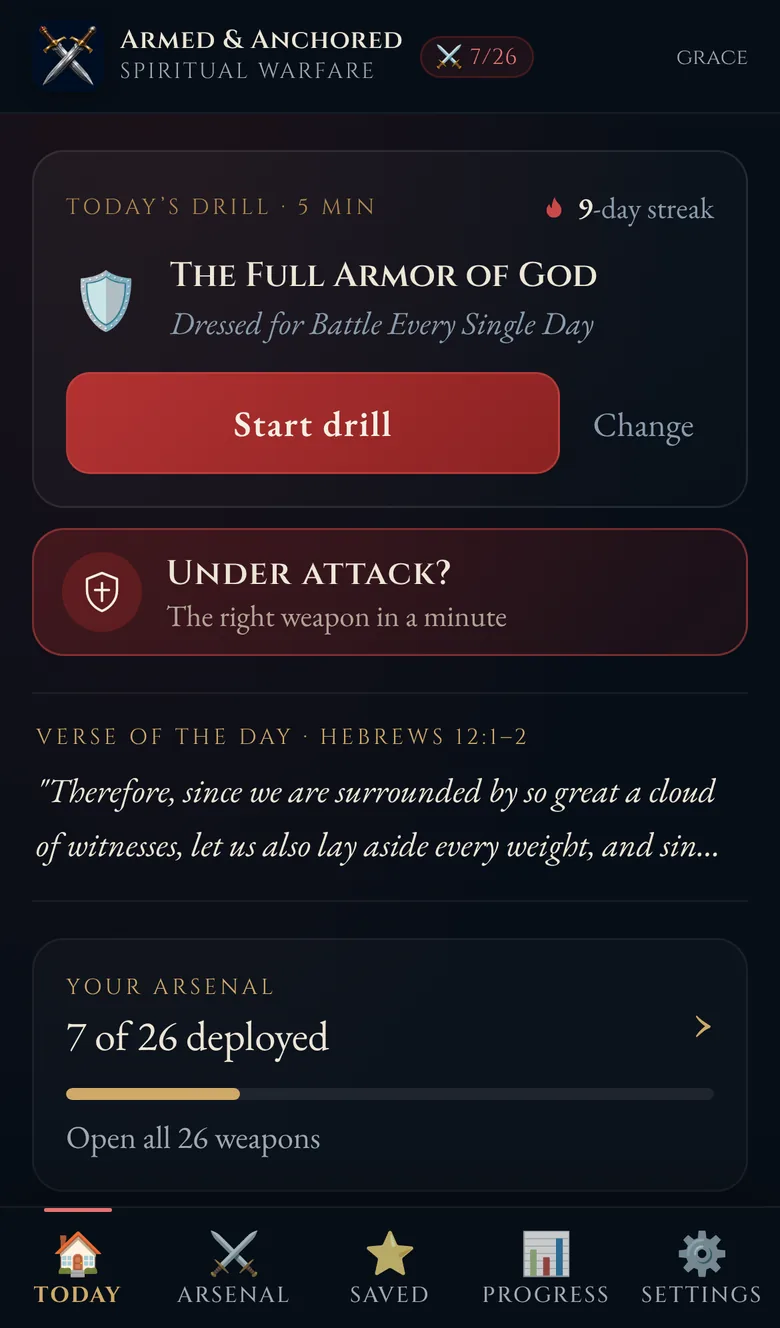 Armed & Anchored
SPIRITUAL WARFARE
7/26
GRACE
TODAY'S DRILL · 5 MIN
9-day streak
The Full Armor of God
Dressed for Battle Every Single Day
Start drill
Change
Under attack?
The right weapon in a minute
VERSE OF THE DAY · HEBREWS 12:1–2
"Therefore, since we are surrounded by so great a cloud
of witnesses, let us also lay aside every weight, and sin...
YOUR ARSENAL
7 of 26 deployed
Open all 26 weapons
TODAY
ARSENAL
SAVED
PROGRESS
SETTINGS